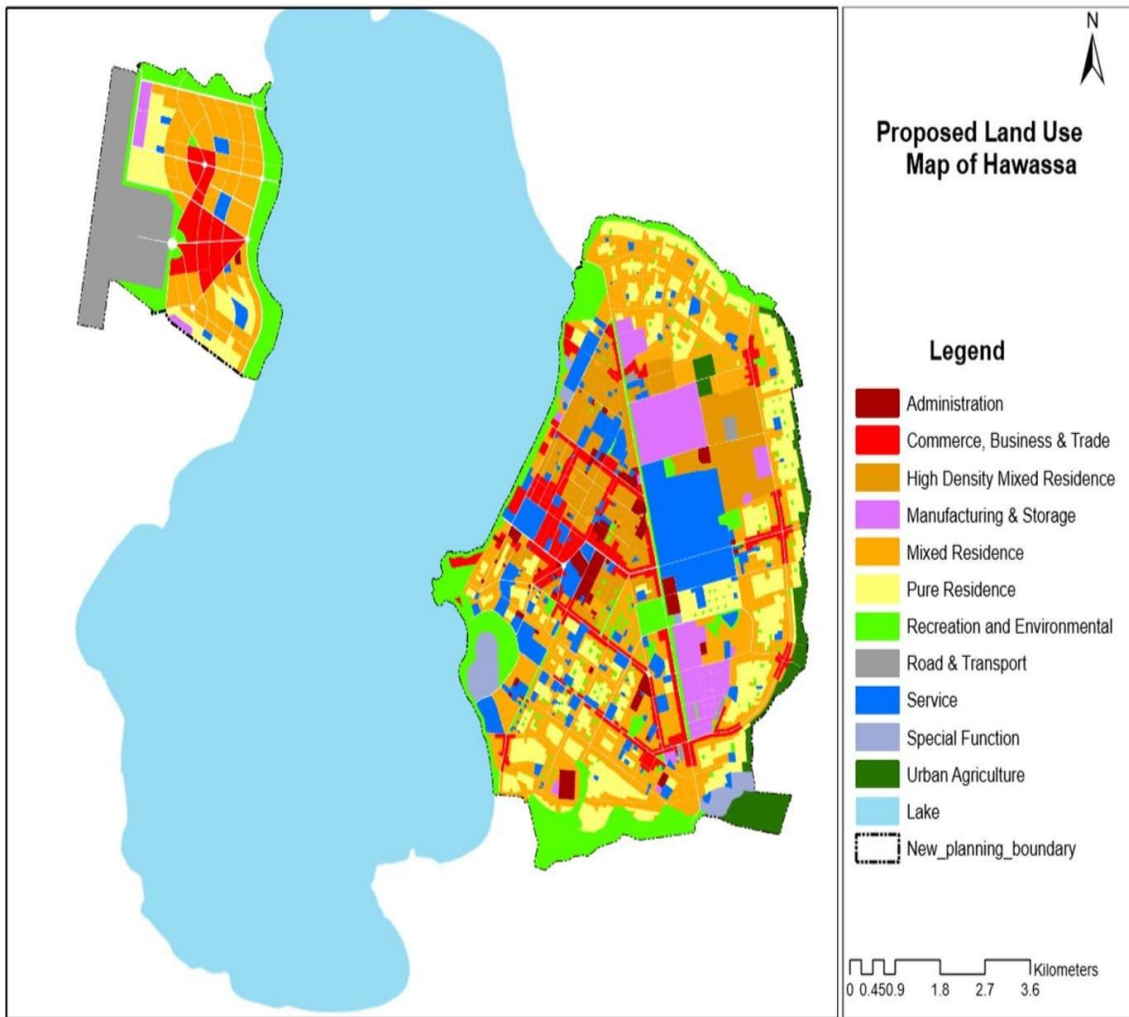 N
Proposed Land Use
Map of Hawassa
Legend
Administration
Commerce, Business & Trade
High Density Mixed Residence
Manufacturing & Storage
Mixed Residence
Pure Residence
Recreation and Environmental
Road & Transport
Service
Special Function
Urban Agriculture
Lake
New_planning_boundary
Kilometers
0 0.450.9 1.8 2.7 3.6